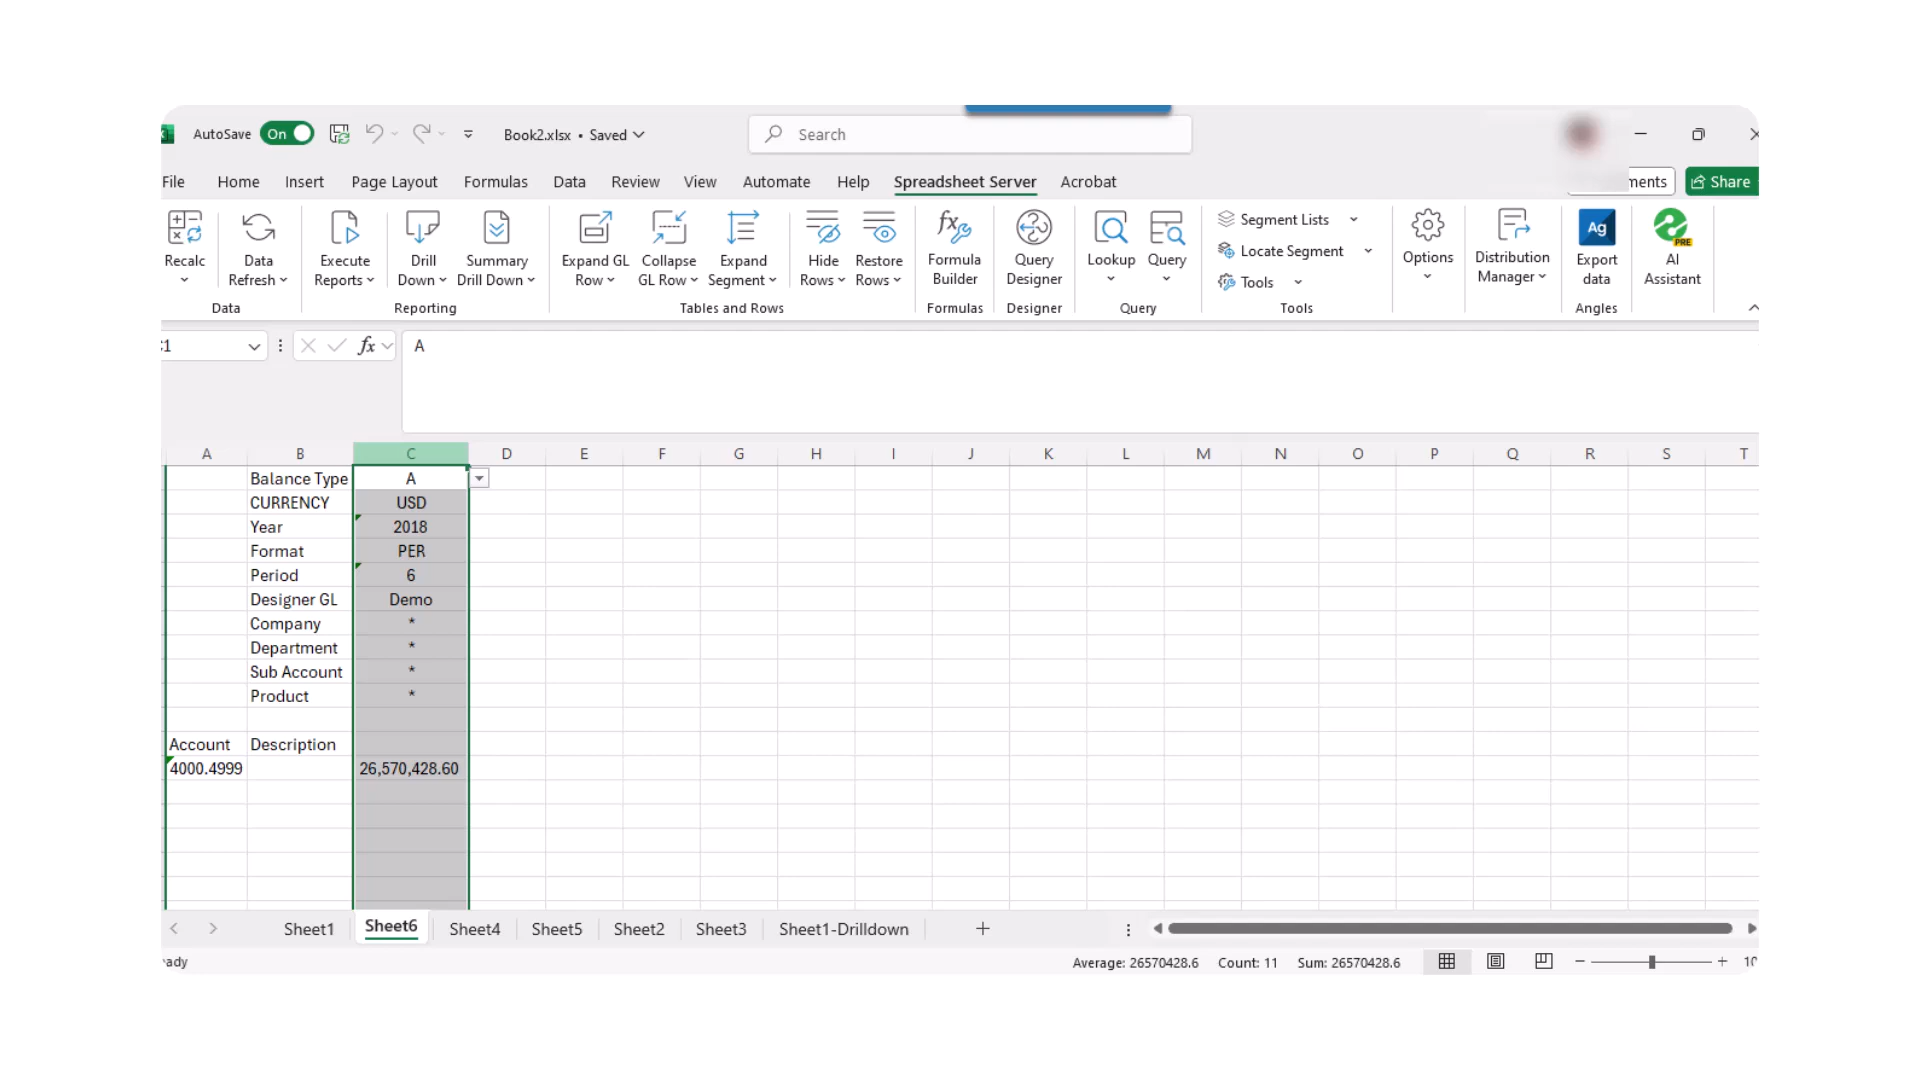 AutoSave On Book2.xlsx • Saved Search
File Home Insert Page Layout Formulas Data Review View Automate Help Spreadsheet Server Acrobat Share
Recalc
Data
Refresh
Execute
Reports
Drill
Down
Summary
Drill Down
Expand GL
Row
Collapse
GL Row
Expand
Segment
Hide
Rows
Restore
Rows
fx
Formula
Builder
Query
Designer
Lookup
Query
Segment Lists
Locate Segment
Tools
Options
Distribution
Manager
Ag
Export
data
PRE
AI
Assistant
Data Reporting Tables and Rows Formulas Designer Query Tools Angles
fx A
A B C D E F G H I J K L M N O P Q R S T
Balance Type A
CURRENCY USD
Year 2018
Format PER
Period 6
Designer GL Demo
Company *
Department *
Sub Account *
Product *
Account Description
4000.4999 26,570,428.60
Sheet1 Sheet6 Sheet4 Sheet5 Sheet2 Sheet3 Sheet1-Drilldown +
Average: 26570428.6 Count: 11 Sum: 26570428.6